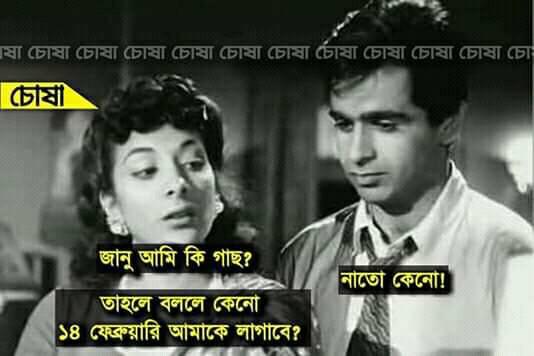 চোষা চোষা চোষা চোষা চোষা চোষা চোষা চোষা চোষা চোষা চোষা
চোষা
জানু আমি কি গাছ?
নাতো কেনো!
তাহলে বললে কেনো
১৪ ফেব্রুয়ারি আমাকে লাগাবে?